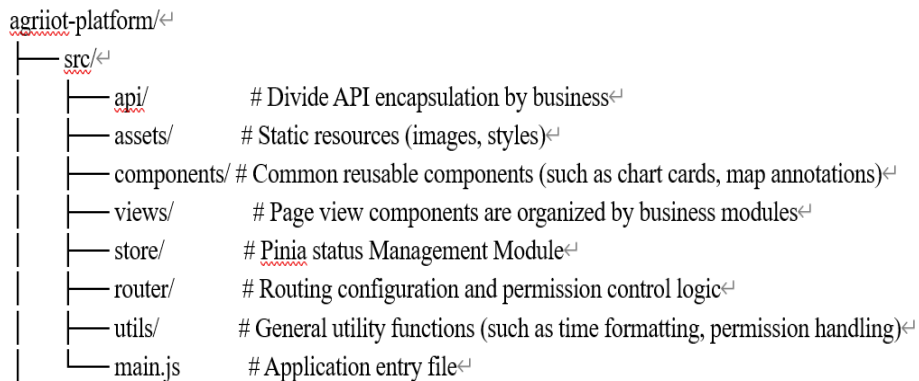 agriiot-platform/
├── src/
│ ├── api/ # Divide API encapsulation by business
│ ├── assets/ # Static resources (images, styles)
│ ├── components/ # Common reusable components (such as chart cards, map annotations)
│ ├── views/ # Page view components are organized by business modules
│ ├── store/ # Pinia status Management Module
│ ├── router/ # Routing configuration and permission control logic
│ ├── utils/ # General utility functions (such as time formatting, permission handling)
│ └── main.js # Application entry file